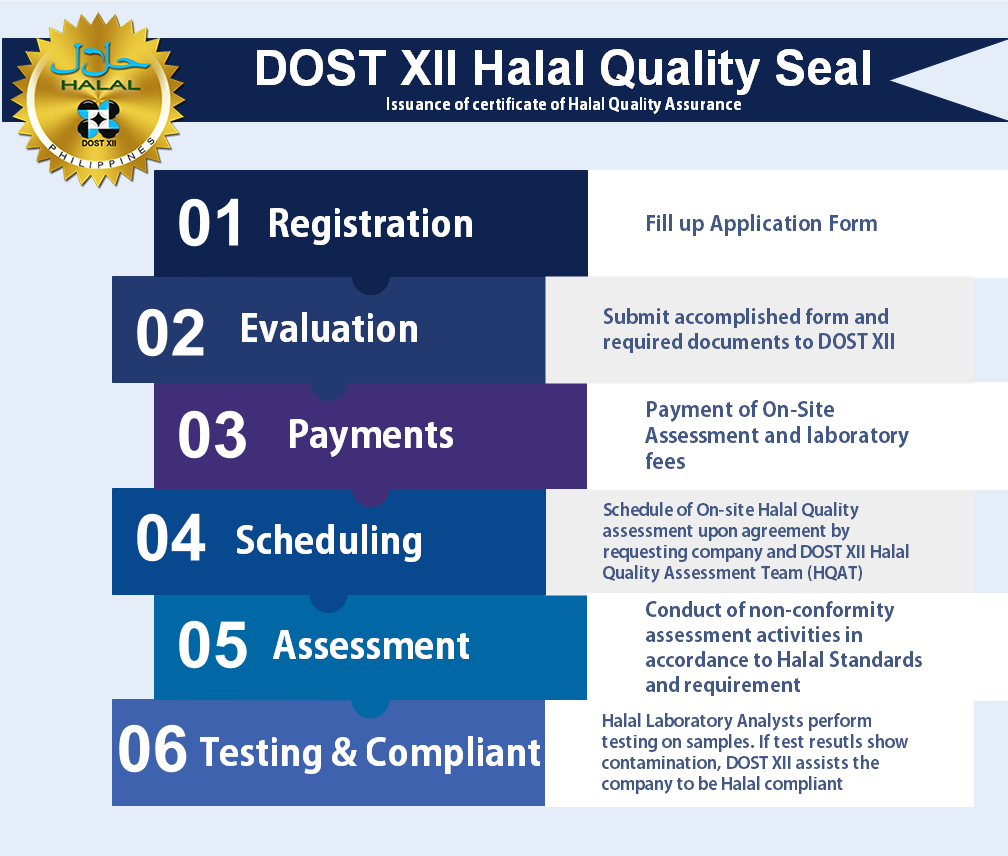 حلال
HALAL
DOST XII
PHILIPPINES
DOST XII Halal Quality Seal
Issuance of certificate of Halal Quality Assurance
01 Registration
Fill up Application Form
02 Evaluation
Submit accomplished form and
required documents to DOST XII
03 Payments
Payment of On-Site
Assessment and laboratory
fees
04 Scheduling
Schedule of On-site Halal Quality
assessment upon agreement by
requesting company and DOST XII Halal
Quality Assessment Team (HQAT)
05 Assessment
Conduct of non-conformity
assessment activities in
accordance to Halal Standards
and requirement
06 Testing & Compliant
Halal Laboratory Analysts perform
testing on samples. If test resutls show
contamination, DOST XII assists the
company to be Halal compliant